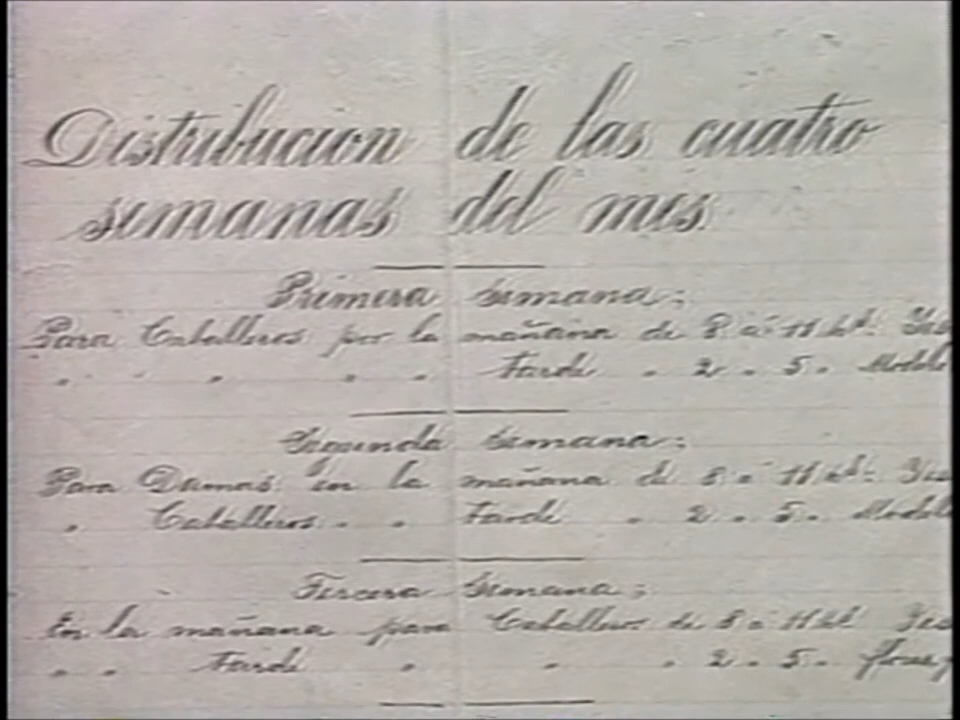 Distribucion de las cuatro
semanas del mes.
Primera semana;
Para Caballeros por la mañana de 8 a 11 h.
" " " " " Tarde " 2 " 5 " Modelo
Segunda semana;
Para Damas en la mañana de 8 a 11 h.
" Caballeros " " Tarde " 2 " 5 " Modelo
Tercera semana;
En la mañana para Caballeros de 8 a 11
" " Tarde " " " 2 " 5 "